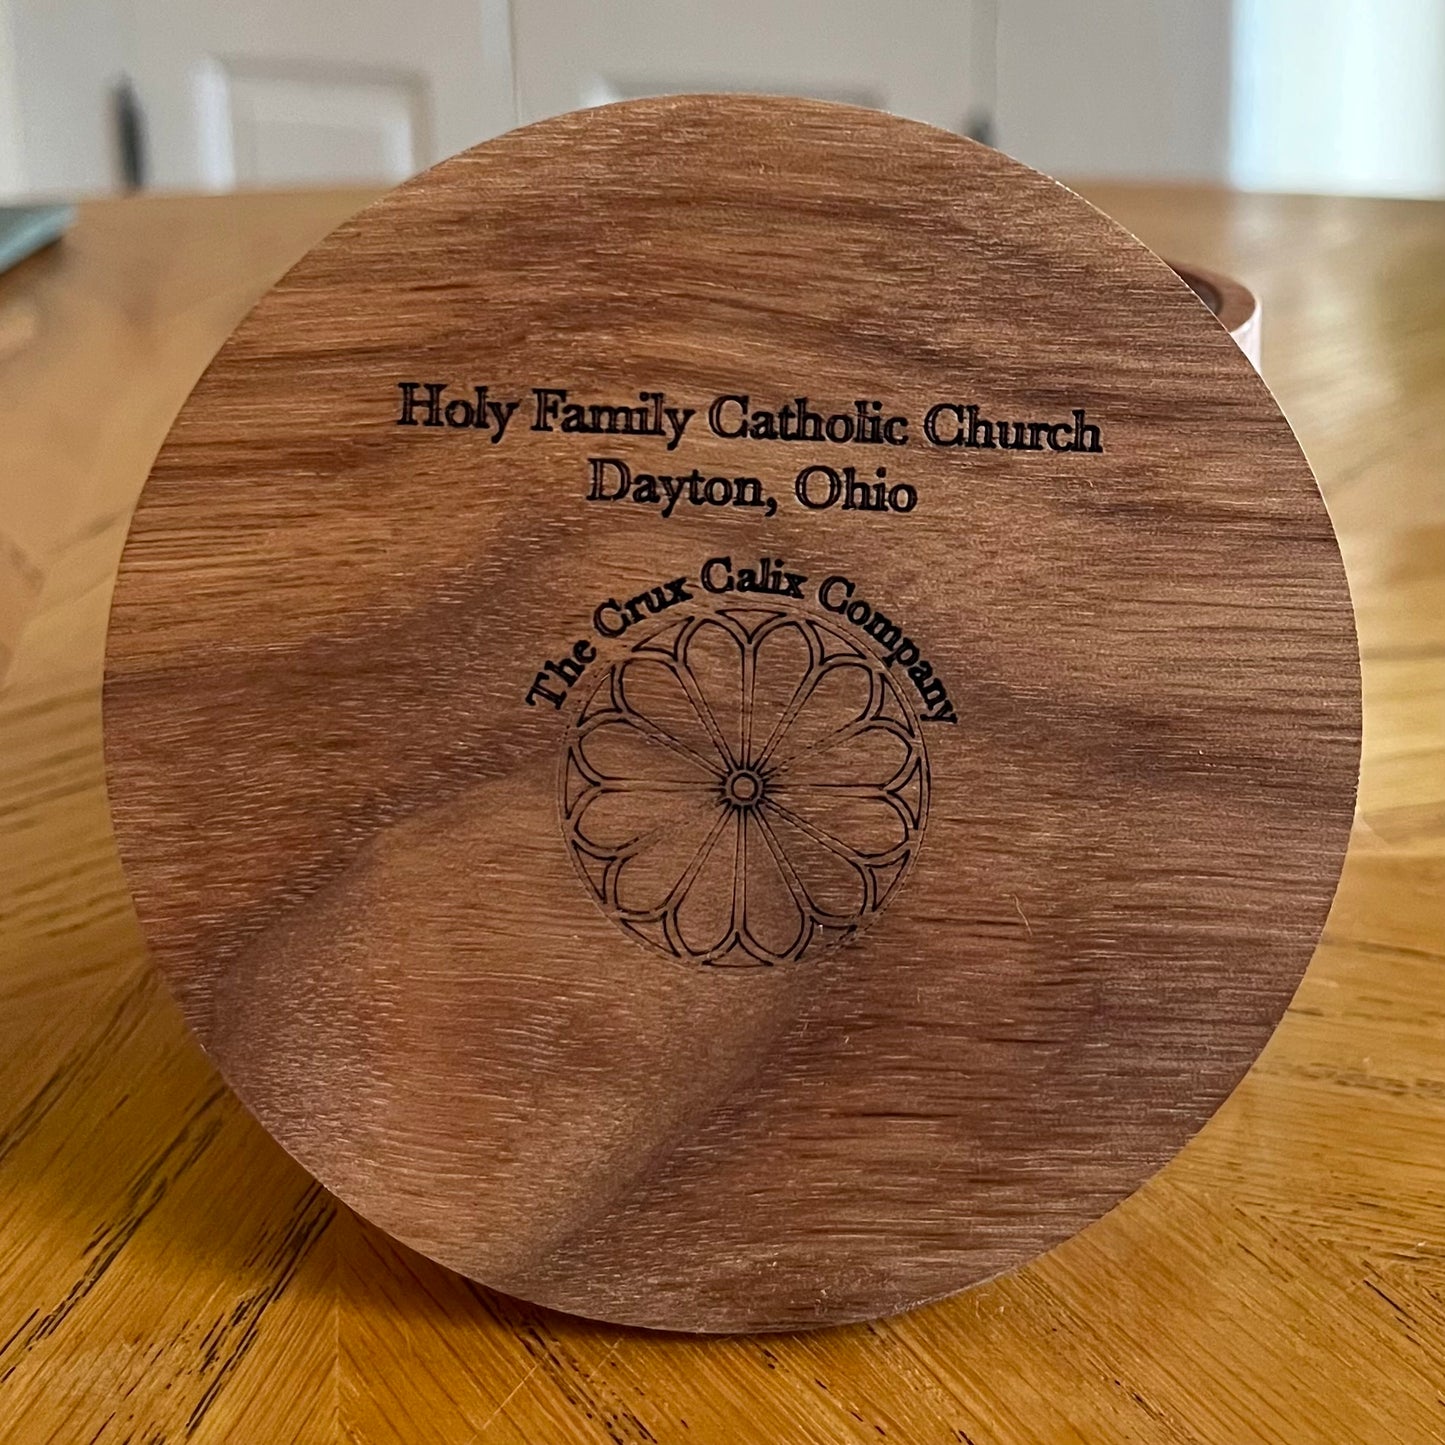 Holy Family Catholic Church
Dayton, Ohio
The Crux Calix Company